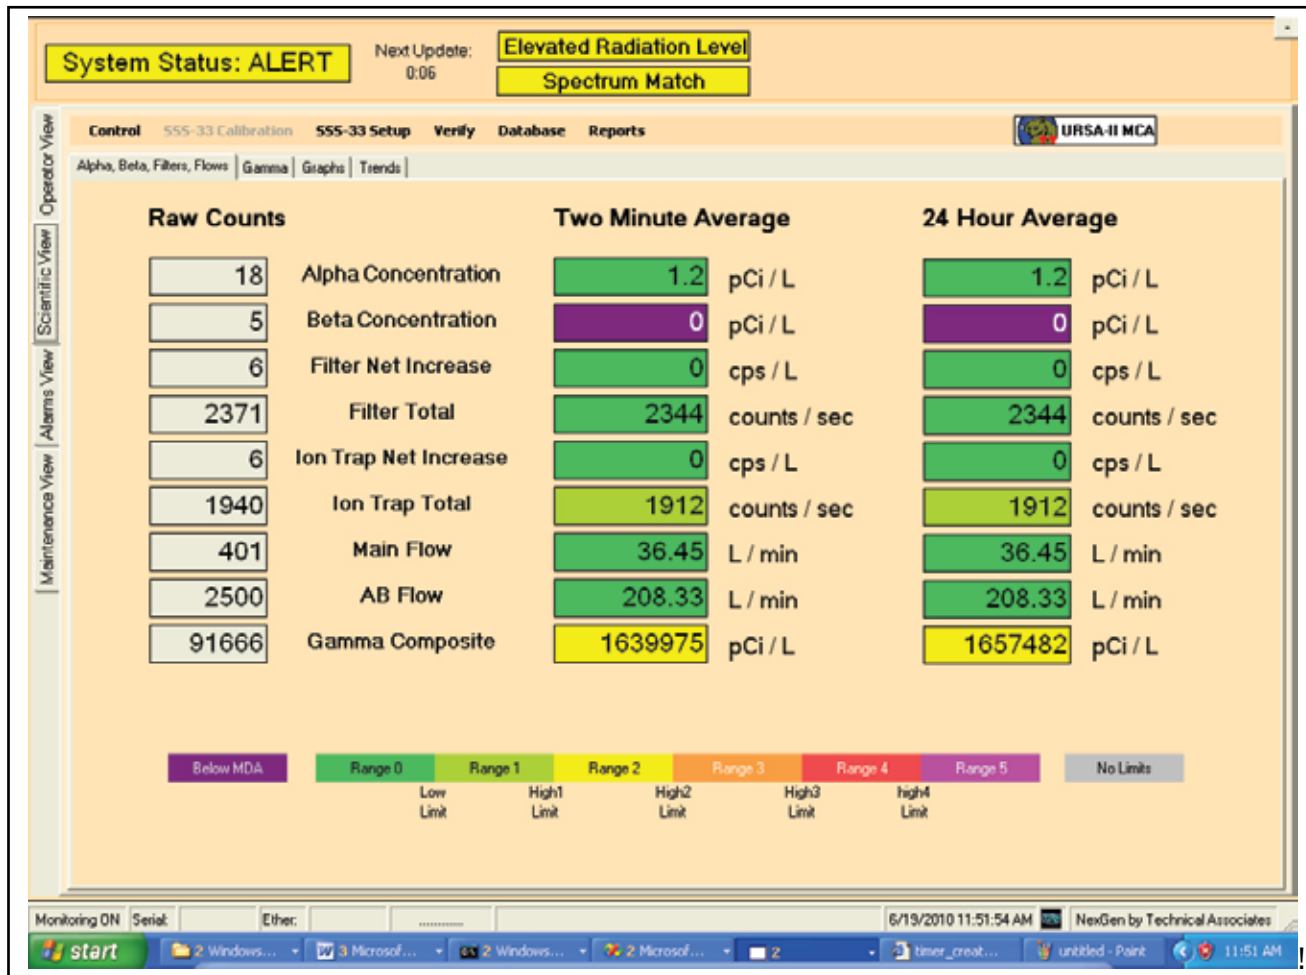 System Status: ALERT
Next Update:
0:06
Elevated Radiation Level
Spectrum Match
Control SSS-33 Calibration SSS-33 Setup Verify Database Reports
URSA-II MCA
Alpha, Beta, Filters, Flows Gamma Graphs Trends
Operator View
Scientific View
Alarms View
Maintenance View
Raw Counts Two Minute Average 24 Hour Average
18 Alpha Concentration 1.2 pCi / L 1.2 pCi / L
5 Beta Concentration 0 pCi / L 0 pCi / L
6 Filter Net Increase 0 cps / L 0 cps / L
2371 Filter Total 2344 counts / sec 2344 counts / sec
6 Ion Trap Net Increase 0 cps / L 0 cps / L
1940 Ion Trap Total 1912 counts / sec 1912 counts / sec
401 Main Flow 36.45 L / min 36.45 L / min
2500 AB Flow 208.33 L / min 208.33 L / min
91666 Gamma Composite 1639975 pCi / L 1657482 pCi / L
Below MDA Range 0 Range 1 Range 2 Range 3 Range 4 Range 5 No Limits
Low High1 High2 High3 high4
Limit Limit Limit Limit Limit
Monitoring ON Serial: Ether: ........... 6/19/2010 11:51:54 AM NexGen by Technical Associates
start 2 Windows... 3 Microsof... 2 Windows... 2 Microsof... 2 timer_creat... untitled - Paint 11:51 AM
!